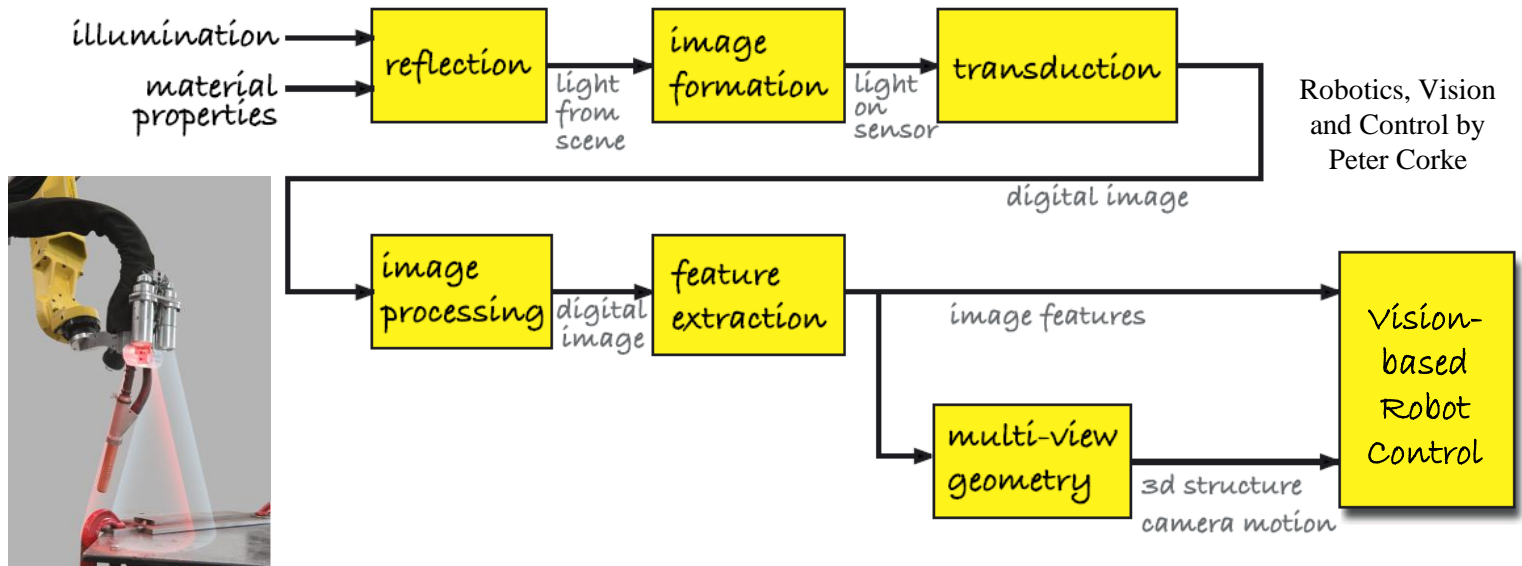 illumination
material
properties
reflection
light
from
scene
image
formation
light
on
sensor
transduction
Robotics, Vision
and Control by
Peter Corke
digital image
image
processing
digital
image
feature
extraction
image features
multi-view
geometry
3d structure
camera motion
Vision-
based
Robot
Control